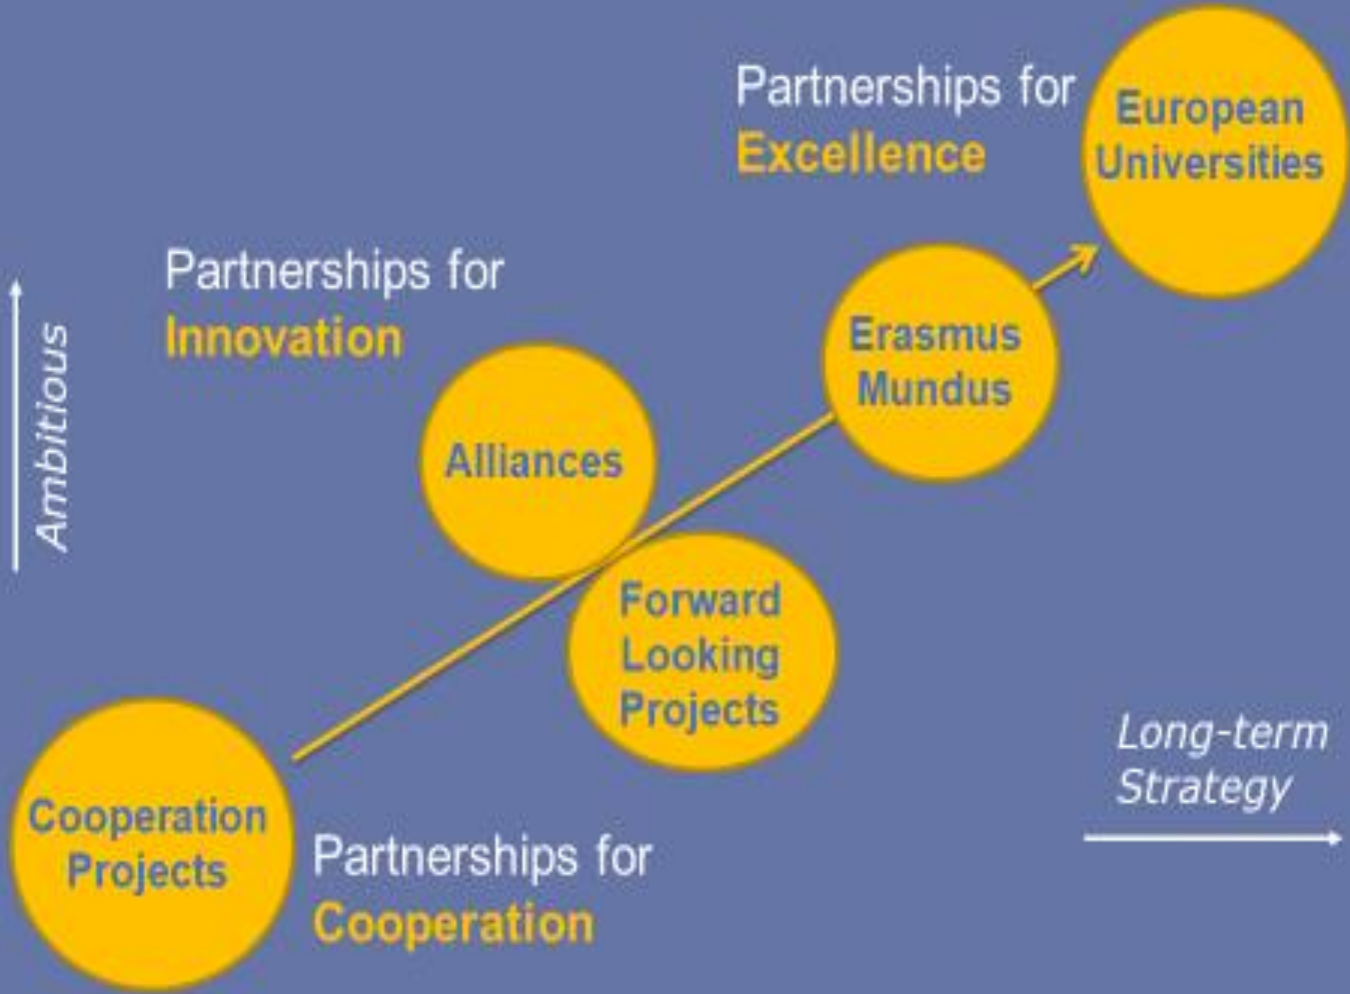 Partnerships for
Excellence
European
Universities
Partnerships for
Innovation
Erasmus
Mundus
Ambitious
Alliances
Forward
Looking
Projects
Long-term
Strategy
Cooperation
Projects
Partnerships for
Cooperation